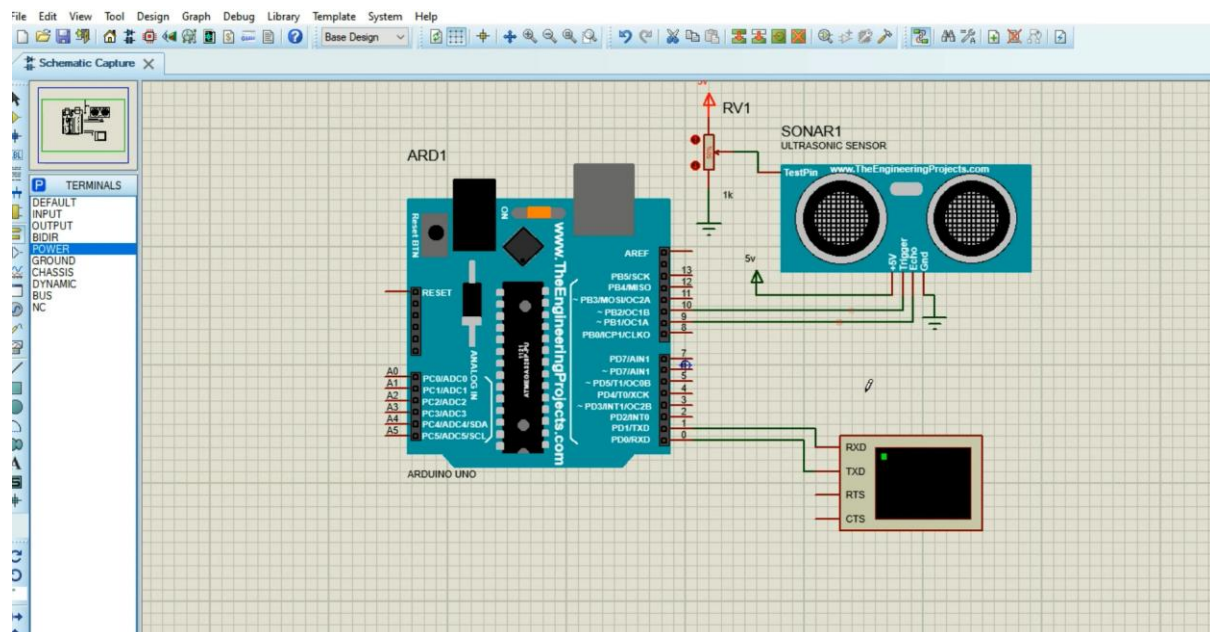 File Edit View Tool Design Graph Debug Library Template System Help
Base Design
Schematic Capture
TERMINALS
DEFAULT
INPUT
OUTPUT
BIDIR
POWER
GROUND
CHASSIS
DYNAMIC
BUS
NC
ARD1
ARDUINO UNO
Reset BTN
ON
www.TheEngineeringProjects.com
RESET
ANALOG IN
ATMEGA328P-PU
1121
A0 PC0/ADC0
A1 PC1/ADC1
A2 PC2/ADC2
A3 PC3/ADC3
A4 PC4/ADC4/SDA
A5 PC5/ADC5/SCL
AREF
PB5/SCK 13
PB4/MISO 12
~ PB3/MOSI/OC2A 11
~ PB2/OC1B 10
~ PB1/OC1A 9
PB0/ICP1/CLKO 8
PD7/AIN1 7
~ PD7/AIN1
~ PD5/T1/OC0B 5
PD4/T0/XCK 4
~ PD3/INT1/OC2B 3
PD2/INT0 2
PD1/TXD 1
PD0/RXD 0
RV1
1k
SONAR1
ULTRASONIC SENSOR
TestPin
www.TheEngineeringProjects.com
+5V
Trigger
Echo
Gnd
5v
RXD
TXD
RTS
CTS